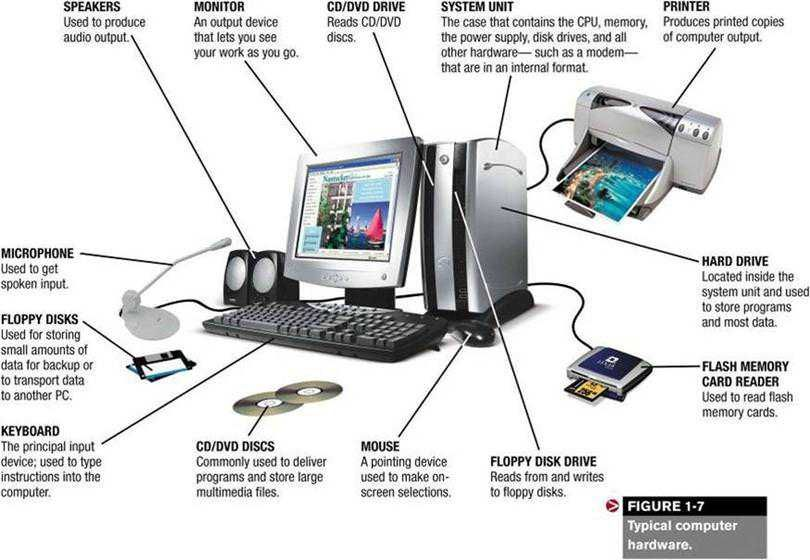 SPEAKERS
Used to produce
audio output.
MONITOR
An output device
that lets you see
your work as you go.
CD/DVD DRIVE
Reads CD/DVD
discs.
SYSTEM UNIT
The case that contains the CPU, memory,
the power supply, disk drives, and all
other hardware— such as a modem—
that are in an internal format.
PRINTER
Produces printed copies
of computer output.
MICROPHONE
Used to get
spoken input.
FLOPPY DISKS
Used for storing
small amounts of
data for backup or
to transport data
to another PC.
KEYBOARD
The principal input
device; used to type
instructions into the
computer.
CD/DVD DISCS
Commonly used to deliver
programs and store large
multimedia files.
MOUSE
A pointing device
used to make on-
screen selections.
FLOPPY DISK DRIVE
Reads from and writes
to floppy disks.
HARD DRIVE
Located inside the
system unit and used
to store programs
and most data.
FLASH MEMORY
CARD READER
Used to read flash
memory cards.
FIGURE 1-7
Typical computer
hardware.